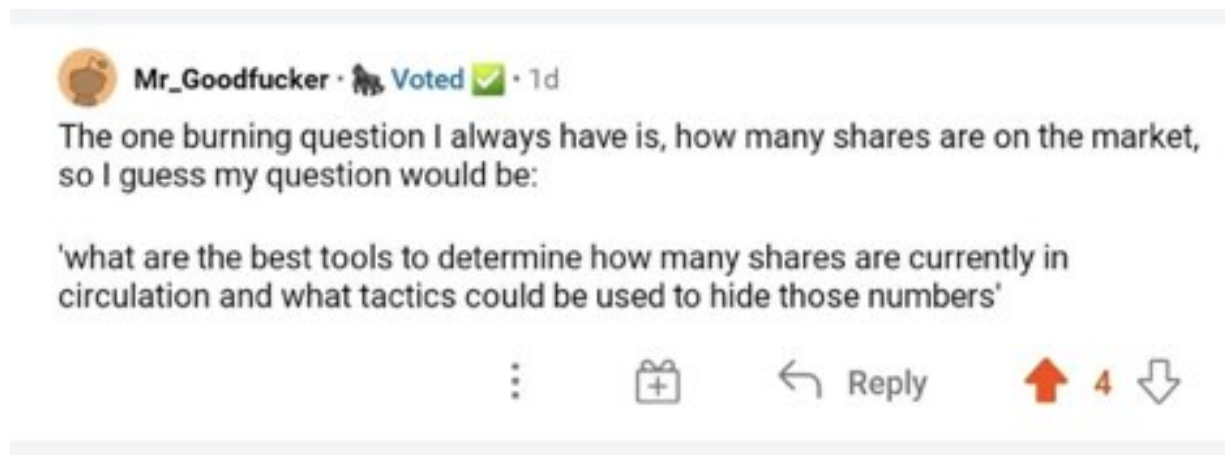 Mr_Goodfucker · 🦍 Voted ✅ · 1d
The one burning question I always have is, how many shares are on the market,
so I guess my question would be:
'what are the best tools to determine how many shares are currently in
circulation and what tactics could be used to hide those numbers'
Reply 4